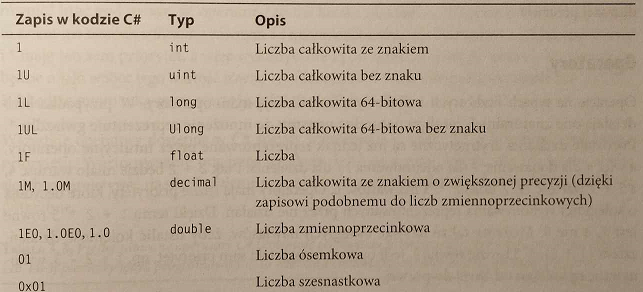 Zapis w kodzie C# Typ Opis
1 int Liczba całkowita ze znakiem
1U uint Liczba całkowita bez znaku
1L long Liczba całkowita 64-bitowa
1UL Ulong Liczba całkowita 64-bitowa bez znaku
1F float Liczba
1M, 1.0M decimal Liczba całkowita ze znakiem o zwiększonej precyzji (dzięki
zapisowi podobnemu do liczb zmiennoprzecinkowych)
1E0, 1.0E0, 1.0 double Liczba zmiennoprzecinkowa
01 Liczba ósemkowa
0x01 Liczba szesnastkowa